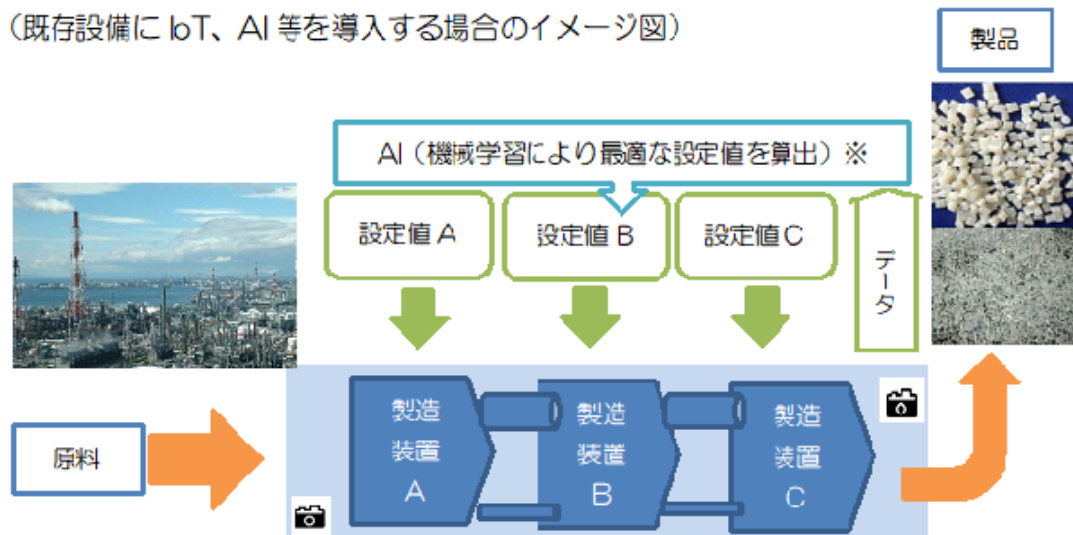 (既存設備に IoT、AI 等を導入する場合のイメージ図)
製品
AI(機械学習により最適な設定値を算出)※
設定値 A
設定値 B
設定値 C
データ
原料
製造
装置
A
製造
装置
B
製造
装置
C